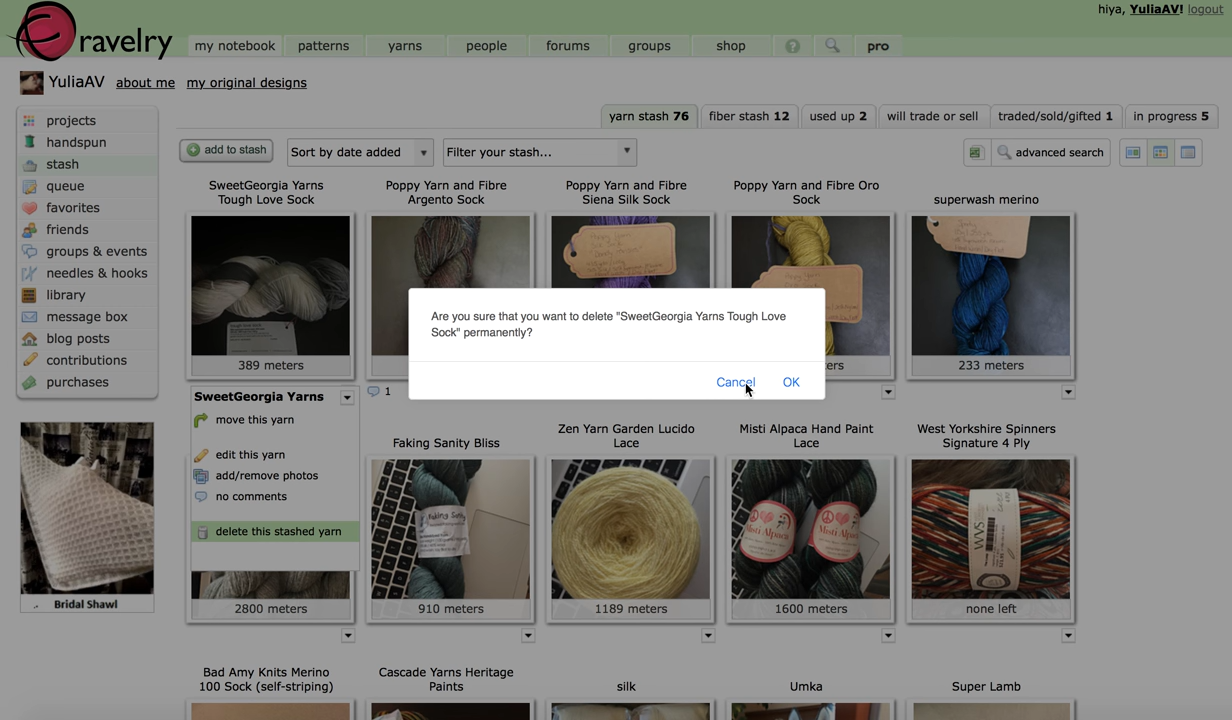 hiya, YuliaAV! logout
ravelry
my notebook patterns yarns people forums groups shop ? pro
YuliaAV about me my original designs
projects
handspun
stash
queue
favorites
friends
groups & events
needles & hooks
library
message box
blog posts
contributions
purchases
Bridal Shawl
yarn stash 76 fiber stash 12 used up 2 will trade or sell traded/sold/gifted 1 in progress 5
add to stash Sort by date added Filter your stash... advanced search
SweetGeorgia Yarns
Tough Love Sock
Poppy Yarn and Fibre
Argento Sock
Poppy Yarn and Fibre
Siena Silk Sock
Poppy Yarn and Fibre Oro
Sock
superwash merino
389 meters
233 meters
Are you sure that you want to delete "SweetGeorgia Yarns Tough Love
Sock" permanently?
Cancel OK
1
SweetGeorgia Yarns
move this yarn
edit this yarn
add/remove photos
no comments
delete this stashed yarn
Faking Sanity Bliss
Zen Yarn Garden Lucido
Lace
Misti Alpaca Hand Paint
Lace
West Yorkshire Spinners
Signature 4 Ply
Faking Sanity
Misti Alpaca
Misti Alpaca
WYS
2800 meters
910 meters
1189 meters
1600 meters
none left
Bad Amy Knits Merino
100 Sock (self-striping)
Cascade Yarns Heritage
Paints
silk
Umka
Super Lamb